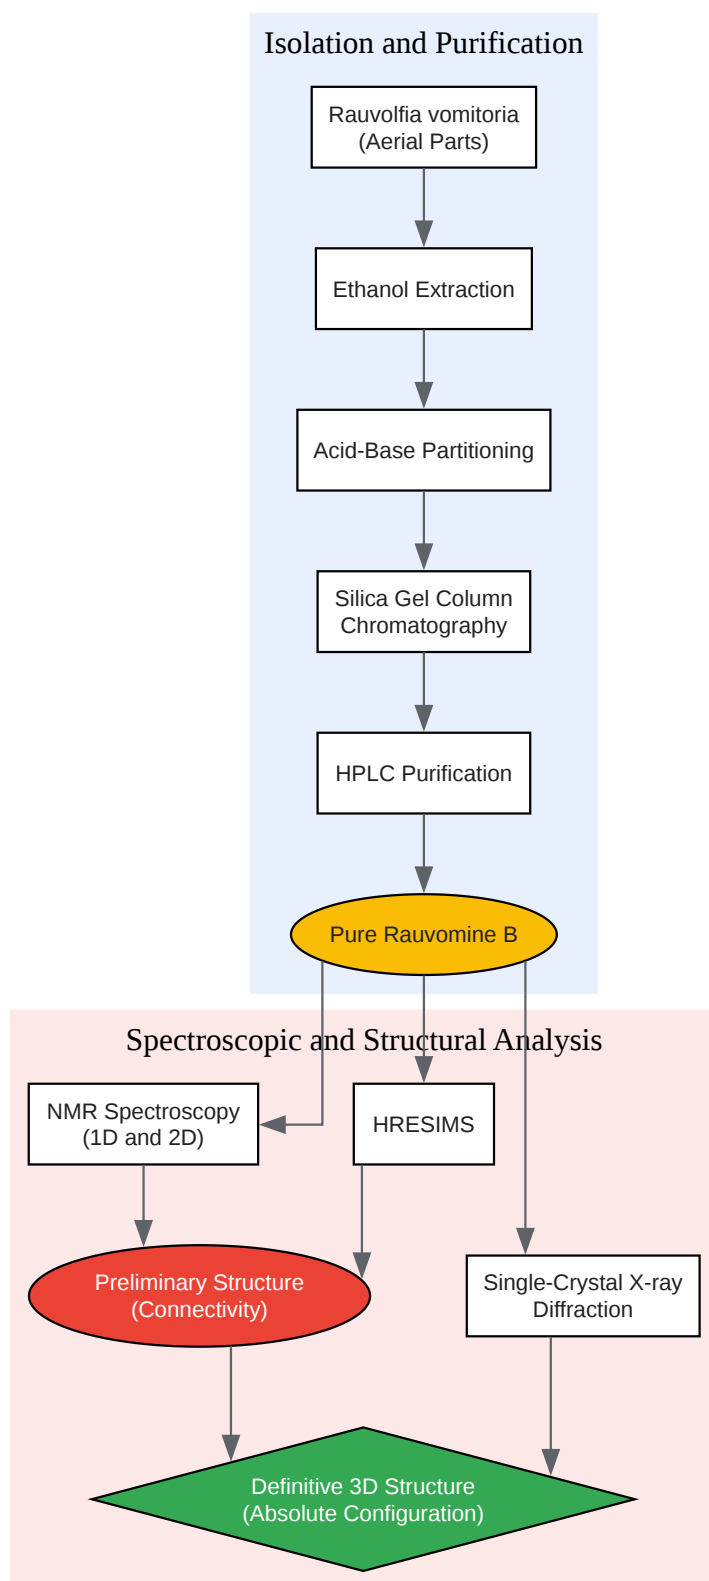 Isolation and Purification
Rauvolfia vomitoria
(Aerial Parts)
Ethanol Extraction
Acid-Base Partitioning
Silica Gel Column
Chromatography
HPLC Purification
Pure Rauvomine B
Spectroscopic and Structural Analysis
NMR Spectroscopy
(1D and 2D)
HRESIMS
Preliminary Structure
(Connectivity)
Single-Crystal X-ray
Diffraction
Definitive 3D Structure
(Absolute Configuration)